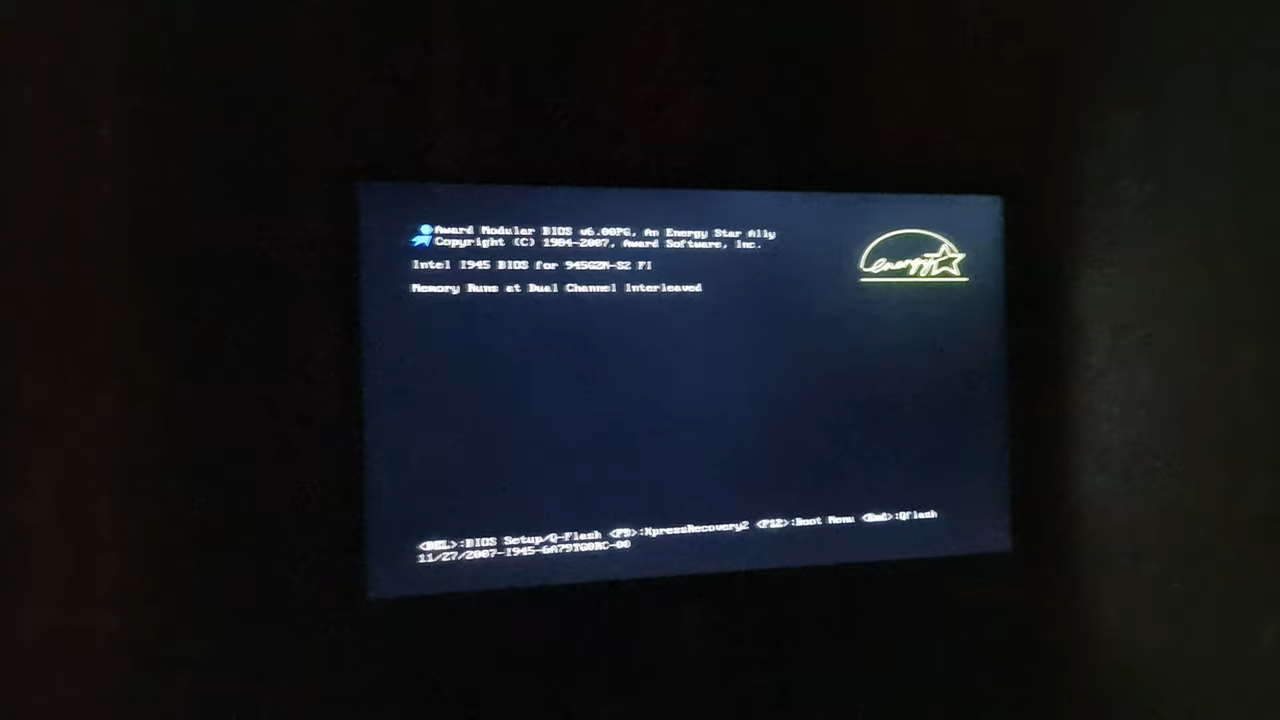 Award Modular BIOS v6.00PG, An Energy Star Ally
Copyright (C) 1984-2007, Award Software, Inc.
energy
Intel I945 BIOS for 945GZM-S2 F1
Memory Runs at Dual Channel Interleaved
<DEL>:BIOS Setup/Q-Flash <F9>:XpressRecovery2 <F12>:Boot Menu <End>:Qflash
11/27/2007-I945-6A79TG0RC-00